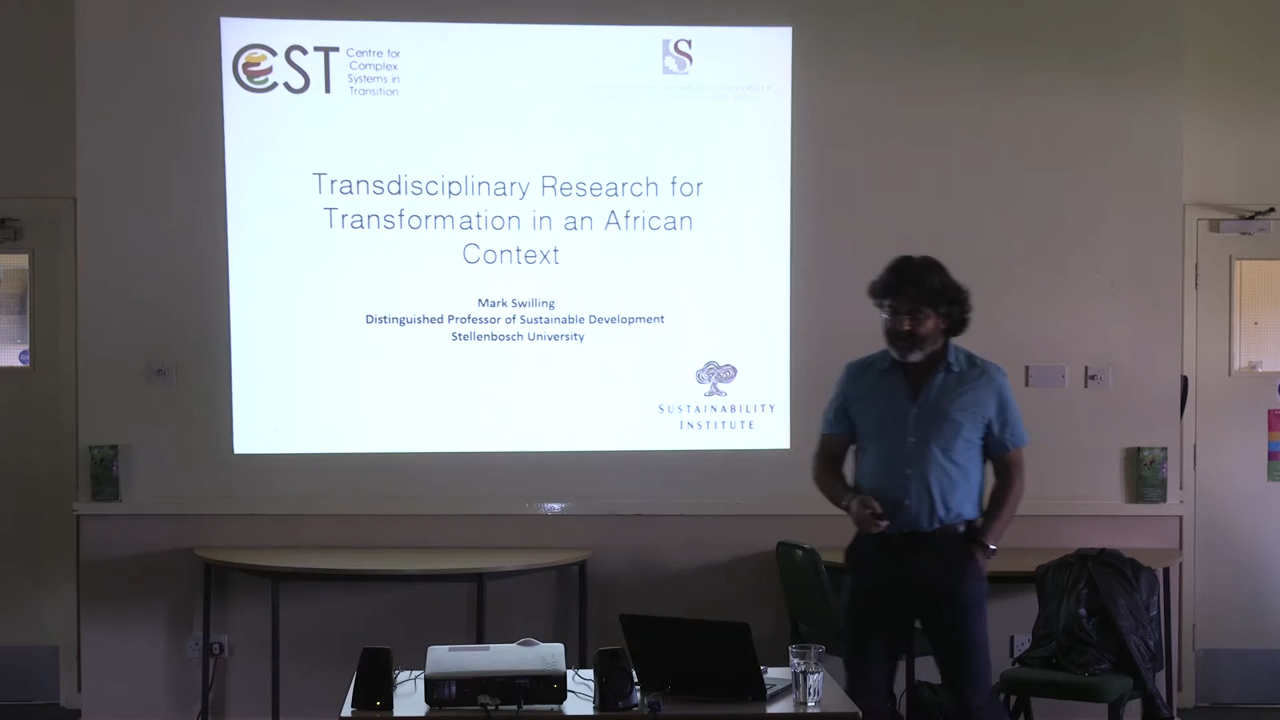 CST
Centre for
Complex
Systems in
Transition
Transdisciplinary Research for
Transformation in an African
Context
Mark Swilling
Distinguished Professor of Sustainable Development
Stellenbosch University
SUSTAINABILITY
INSTITUTE